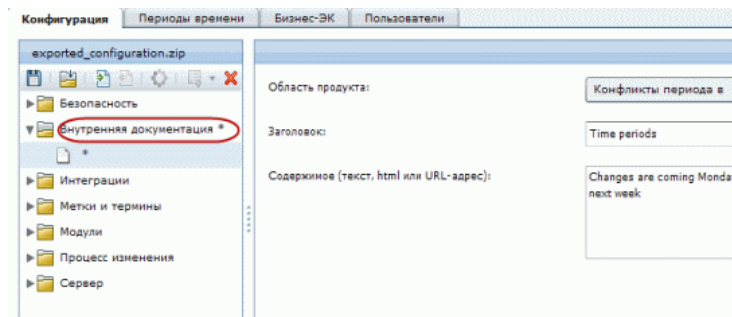 Конфигурация Периоды времени Бизнес-ЭК Пользователи
exported_configuration.zip
Безопасность
Внутренняя документация *
*
Интеграции
Метки и термины
Модули
Процесс изменения
Сервер
Область продукта: Конфликты периода в
Заголовок: Time periods
Содержимое (текст, html или URL-адрес): Changes are coming Monda
next week